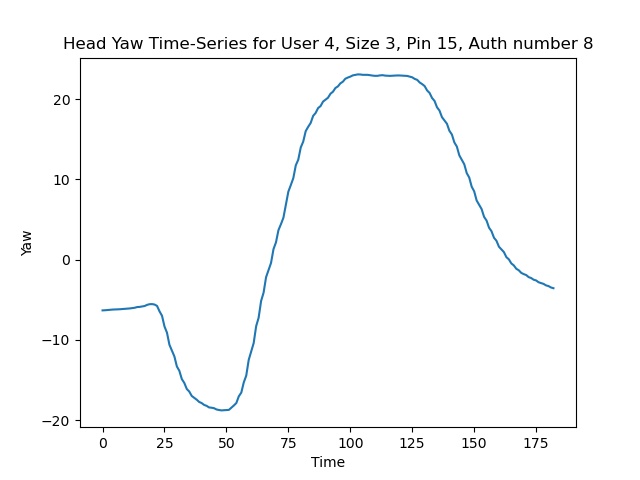 Head Yaw Time-Series for User 4, Size 3, Pin 15, Auth number 8
20
10
0
−10
−20
Yaw
0 25 50 75 100 125 150 175
Time